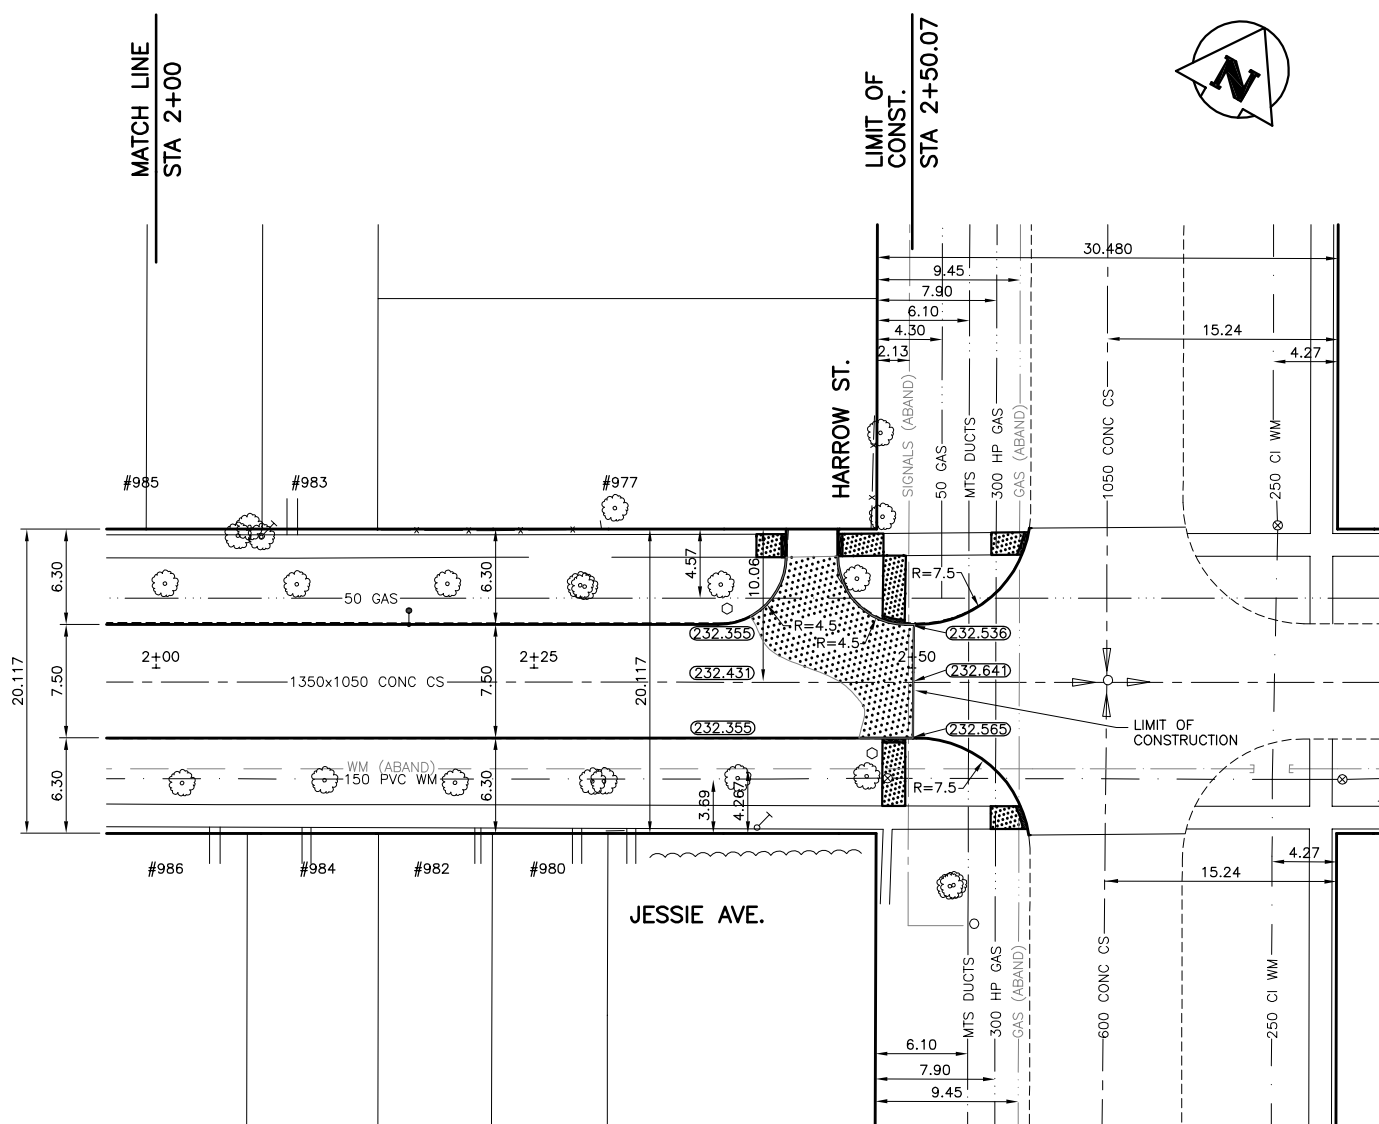 MATCH LINE
STA 2+00
LIMIT OF
CONST.
STA 2+50.07
N
30.480
9.45
7.90
6.10
4.30
2.13
15.24
4.27
HARROW ST.
SIGNALS (ABAND)
50 GAS
MTS DUCTS
300 HP GAS
GAS (ABAND)
1050 CONC CS
250 CI WM
#985
#983
#977
20.117
6.30
7.50
6.30
6.30
7.50
6.30
20.117
4.57
10.06
50 GAS
R=4.5
R=4.5
R=7.5
232.355
232.431
232.355
232.536
232.641
232.565
2+00
2+25
2+50
1350x1050 CONC CS
LIMIT OF
CONSTRUCTION
WM (ABAND)
150 PVC WM
3.69
4.267
R=7.5
#986
#984
#982
#980
JESSIE AVE.
4.27
15.24
MTS DUCTS
300 HP GAS
GAS (ABAND)
600 CONC CS
250 CI WM
6.10
7.90
9.45